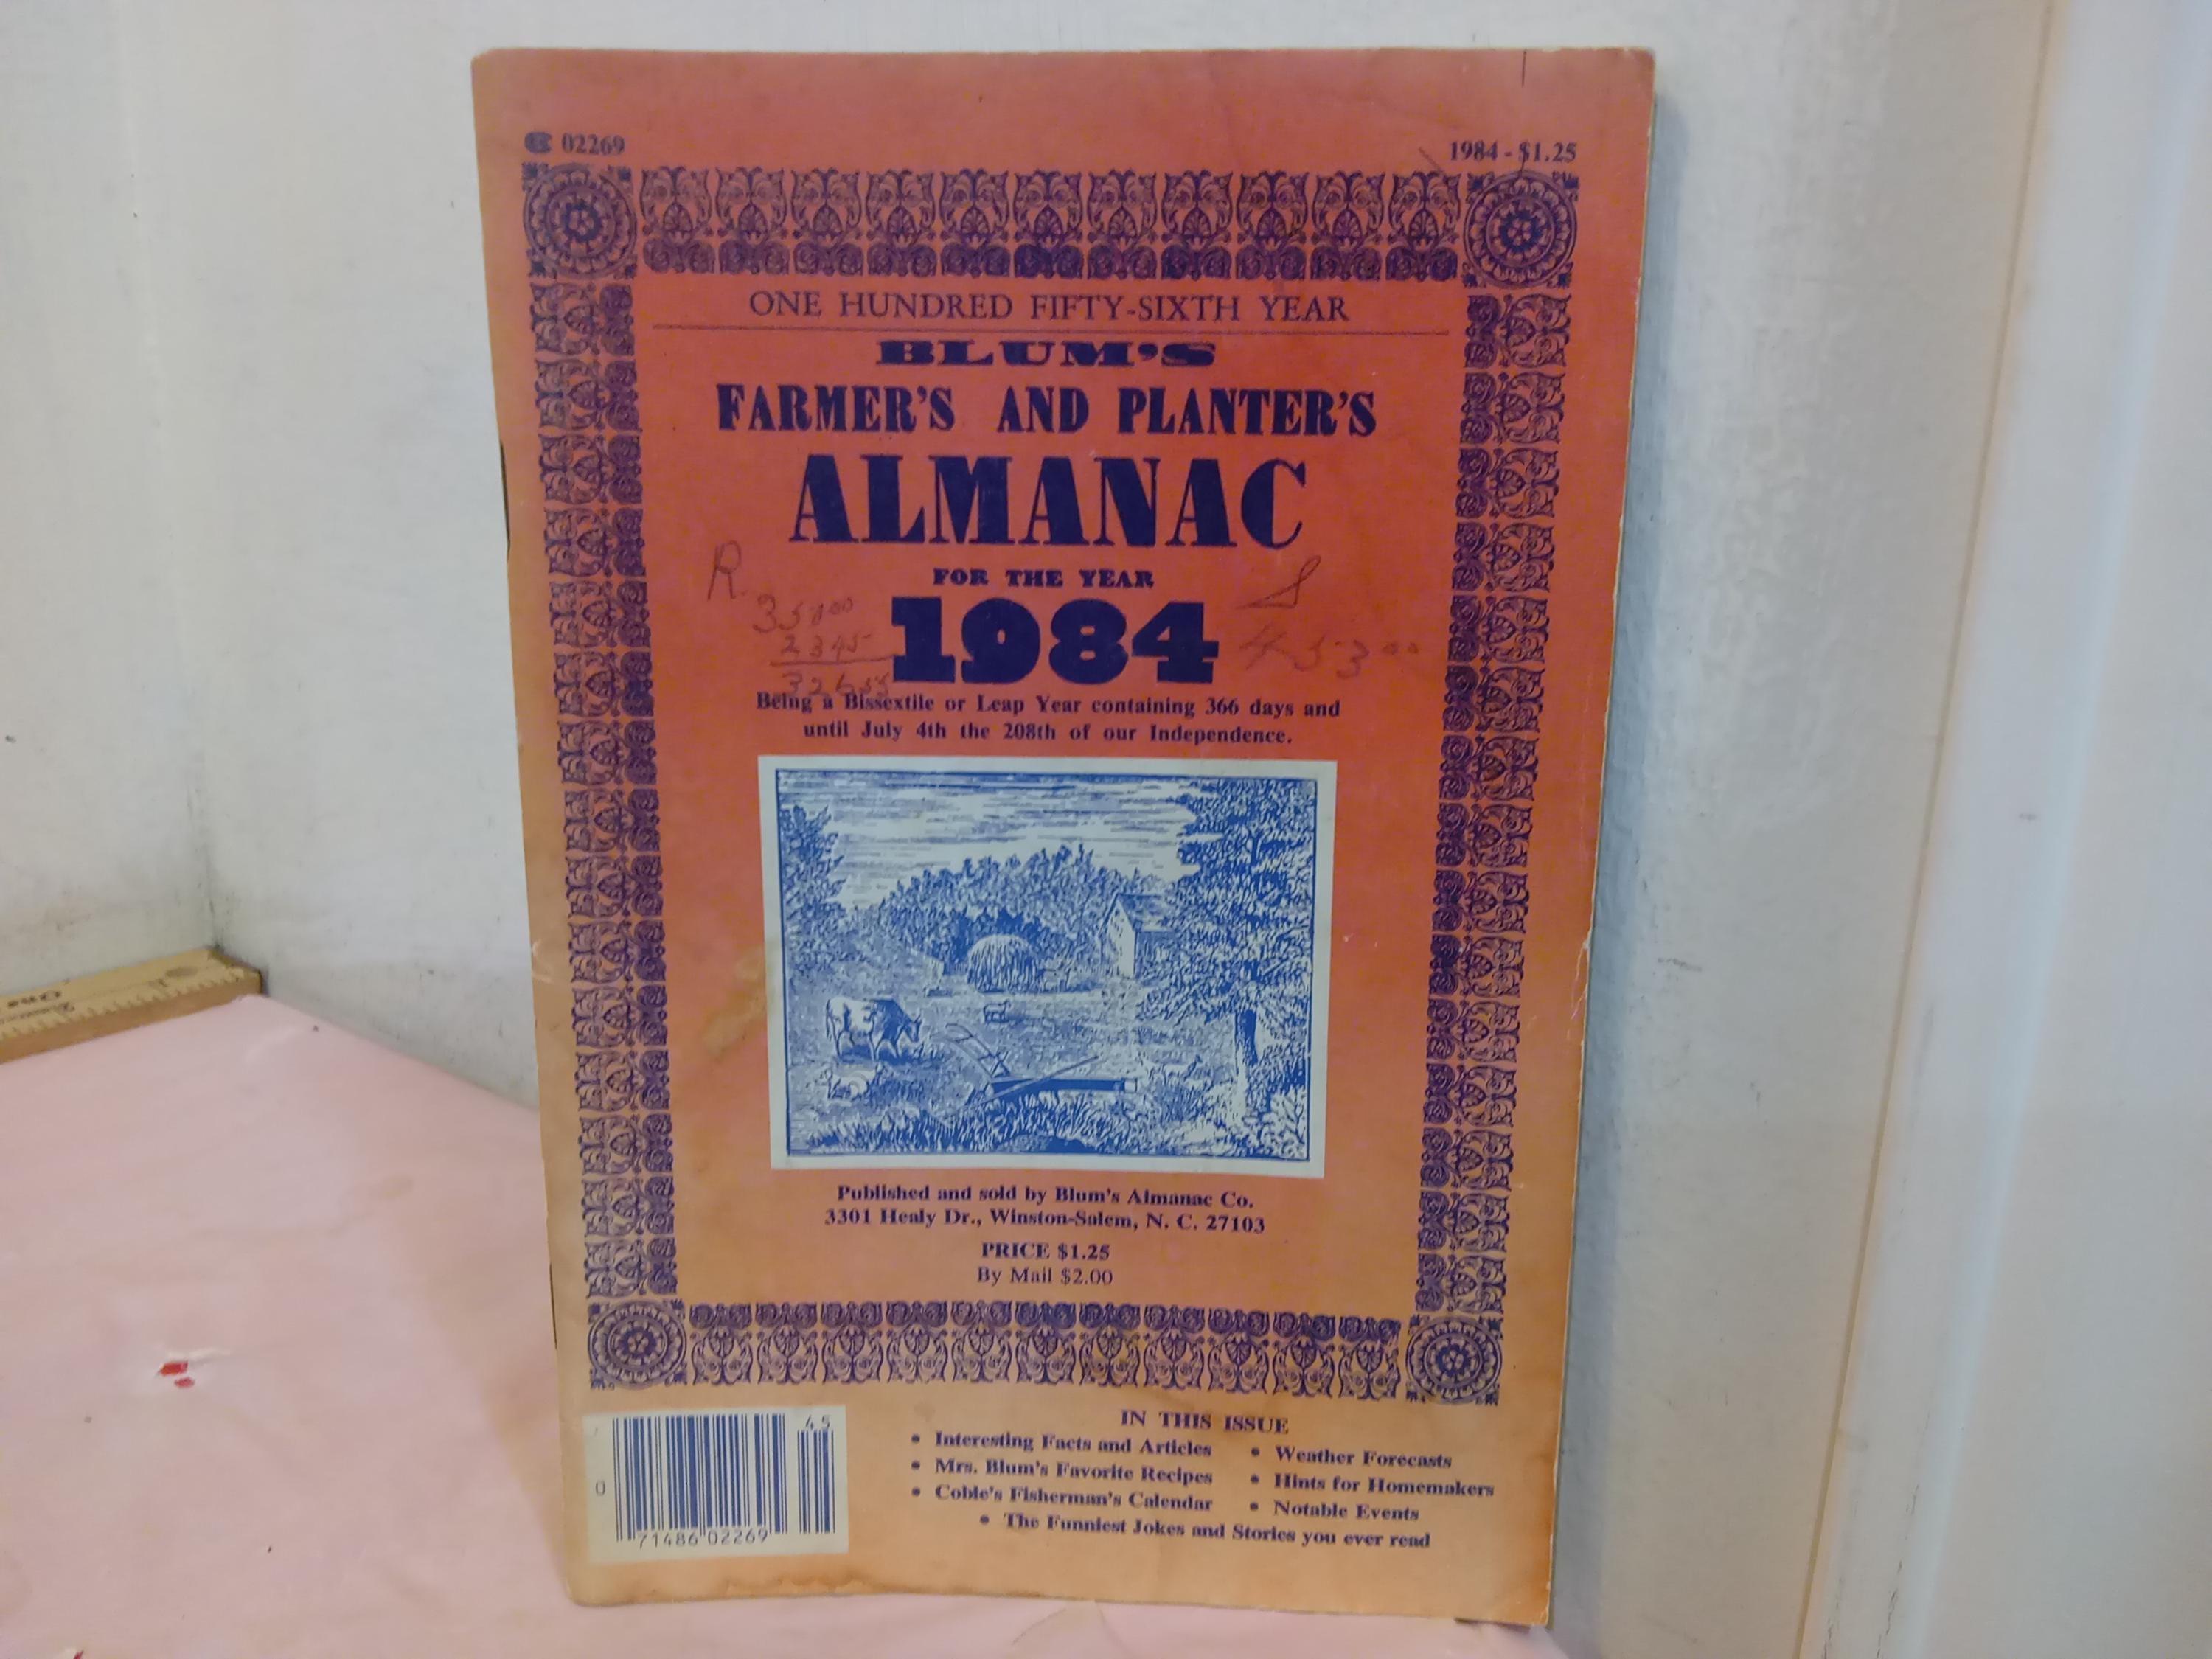 02269
1984 - $1.25
ONE HUNDRED FIFTY-SIXTH YEAR
BLUM'S
FARMER'S AND PLANTER'S
ALMANAC
FOR THE YEAR
R
1984
453.00
2345
Being a Bissextile or Leap Year containing 366 days and
until July 4th the 208th of our Independence.
Published and sold by Blum's Almanac Co.
3301 Healy Dr., Winston-Salem, N. C. 27103
PRICE $1.25
By Mail $2.00
IN THIS ISSUE
• Interesting Facts and Articles
• Mrs. Blum's Favorite Recipes
• Coble's Fisherman's Calendar
• Weather Forecasts
• Hints for Homemakers
• Notable Events
• The Funniest Jokes and Stories you ever read
45
0
71486 02269
One